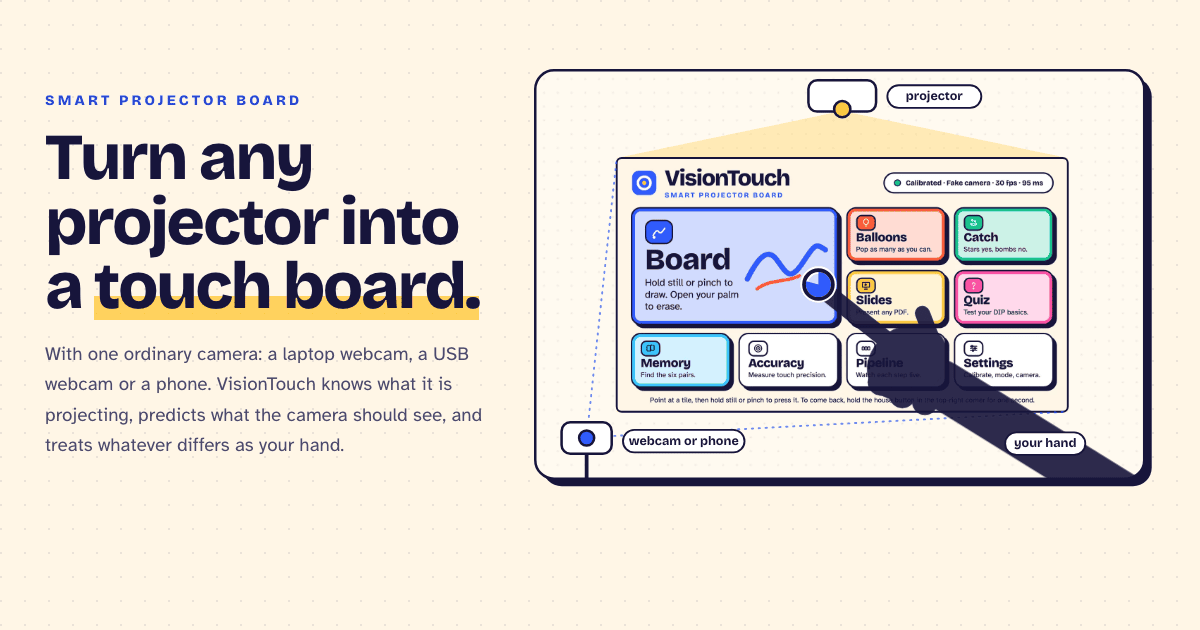 SMART PROJECTOR BOARD
Turn any
projector into
a touch board.
With one ordinary camera: a laptop webcam, a USB
webcam or a phone. VisionTouch knows what it is
projecting, predicts what the camera should see, and
treats whatever differs as your hand.
projector
VisionTouch
SMART PROJECTOR BOARD
Calibrated · Fake camera · 30 fps · 95 ms
Board
Hold still or pinch to
draw. Open your palm
to erase.
Balloons
Pop as many as you can.
Catch
Stars yes, bombs no.
Slides
any PDF.
Quiz
Test your DIP basics.
Memory
Find the six pairs.
Accuracy
Measure touch precision.
Pipeline
Settings
Calibrate, mode, camera.
Point at a tile, then hold still or pinch to press it. To come back, hold the house
webcam or phone
your hand